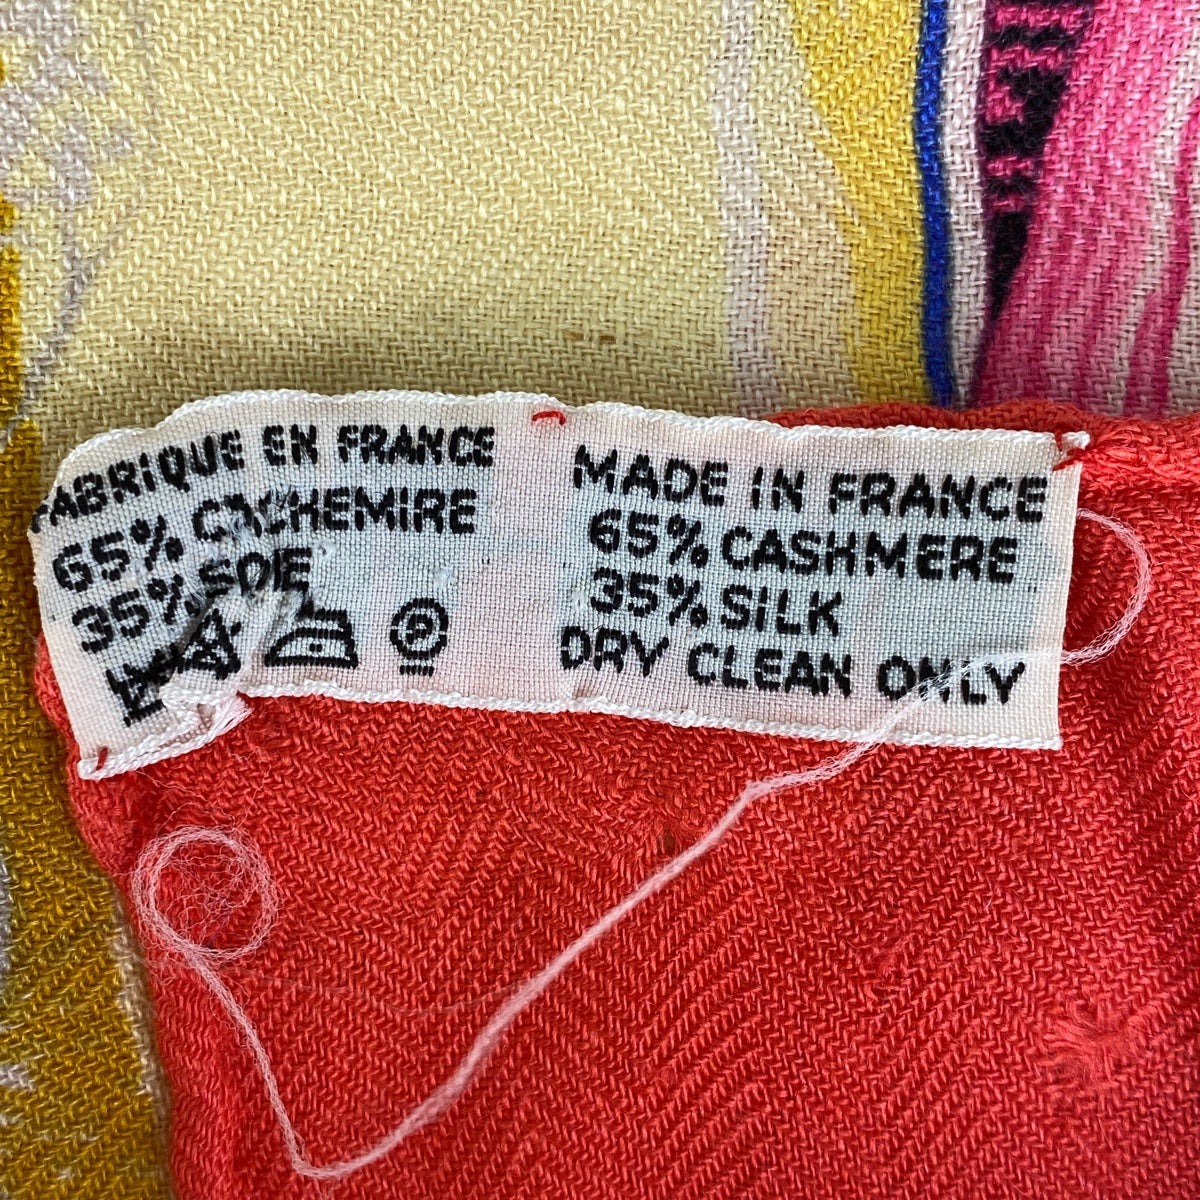 FABRIQUE EN FRANCE
65% CACHEMIRE
35% SOIE
P
MADE IN FRANCE
65% CASHMERE
35% SILK
DRY CLEAN ONLY